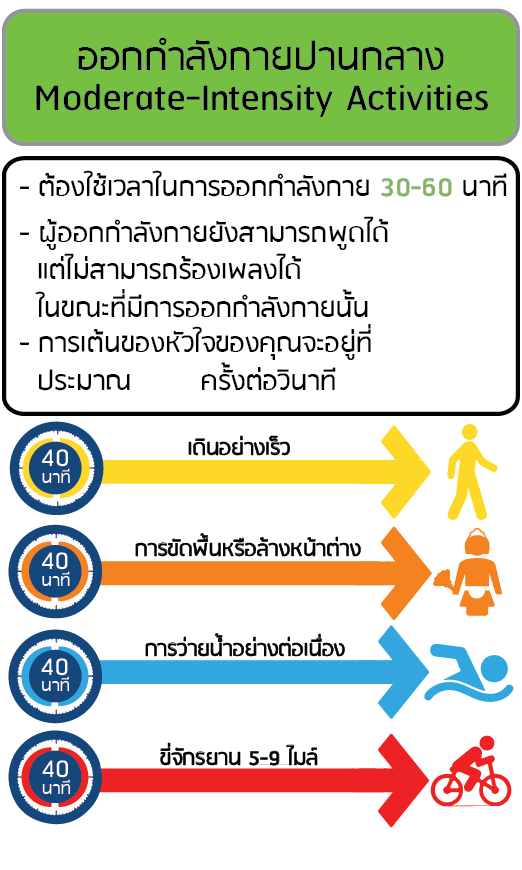 ออกกำลังกายปานกลาง
Moderate-Intensity Activities
- ต้องใช้เวลาในการออกกำลังกาย 30-60 นาที
- ผู้ออกกำลังกายยังสามารถพูดได้
แต่ไม่สามารถร้องเพลงได้
ในขณะที่มีการออกกำลังกายนั้น
- การเต้นของหัวใจของคุณจะอยู่ที่
ประมาณ ครั้งต่อวินาที
40
นาที
เดินอย่างเร็ว
40
นาที
การขัดพื้นหรือล้างหน้าต่าง
40
นาที
การว่ายน้ำอย่างต่อเนื่อง
40
นาที
ขี่จักรยาน 5-9 ไมล์